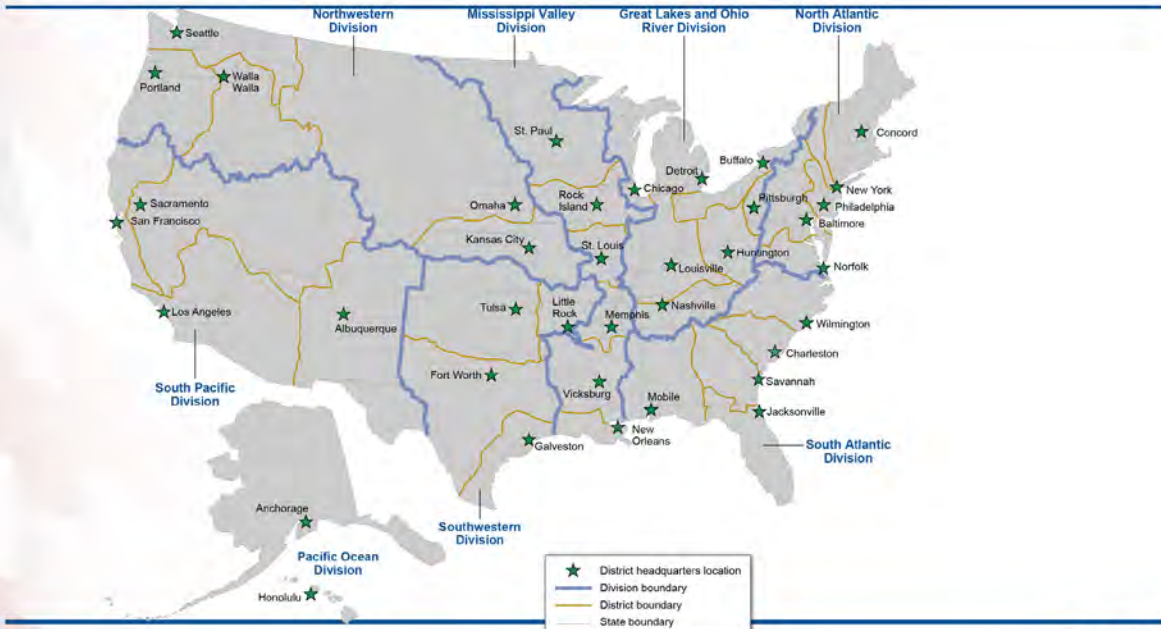 Northwestern
Division
Mississippi Valley
Division
Great Lakes and Ohio
River Division
North Atlantic
Division
Seattle
Portland
Walla
Walla
St. Paul
Concord
Buffalo
Detroit
Chicago
New York
Omaha
Rock
Island
Pittsburgh
Philadelphia
Sacramento
San Francisco
Baltimore
Kansas City
St. Louis
Huntington
Louisville
Norfolk
Los Angeles
Albuquerque
Tulsa
Little
Rock
Memphis
Nashville
Wilmington
Charleston
South Pacific
Division
Fort Worth
Vicksburg
Mobile
Savannah
Jacksonville
New
Orleans
Galveston
South Atlantic
Division
Anchorage
Southwestern
Division
Pacific Ocean
Division
Honolulu
District headquarters location
Division boundary
District boundary
State boundary